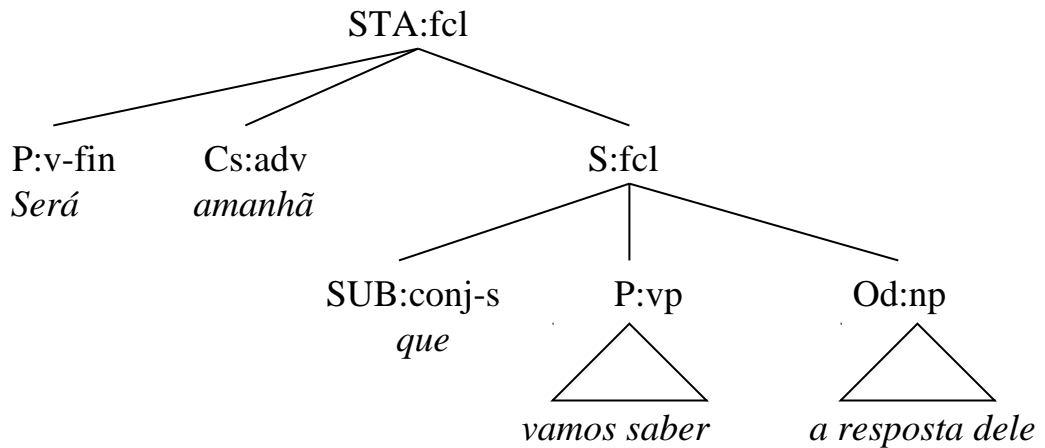 STA:fcl
P:v-fin Cs:adv S:fcl
Será amanhã
SUB:conj-s P:vp Od:np
que
vamos saber a resposta dele